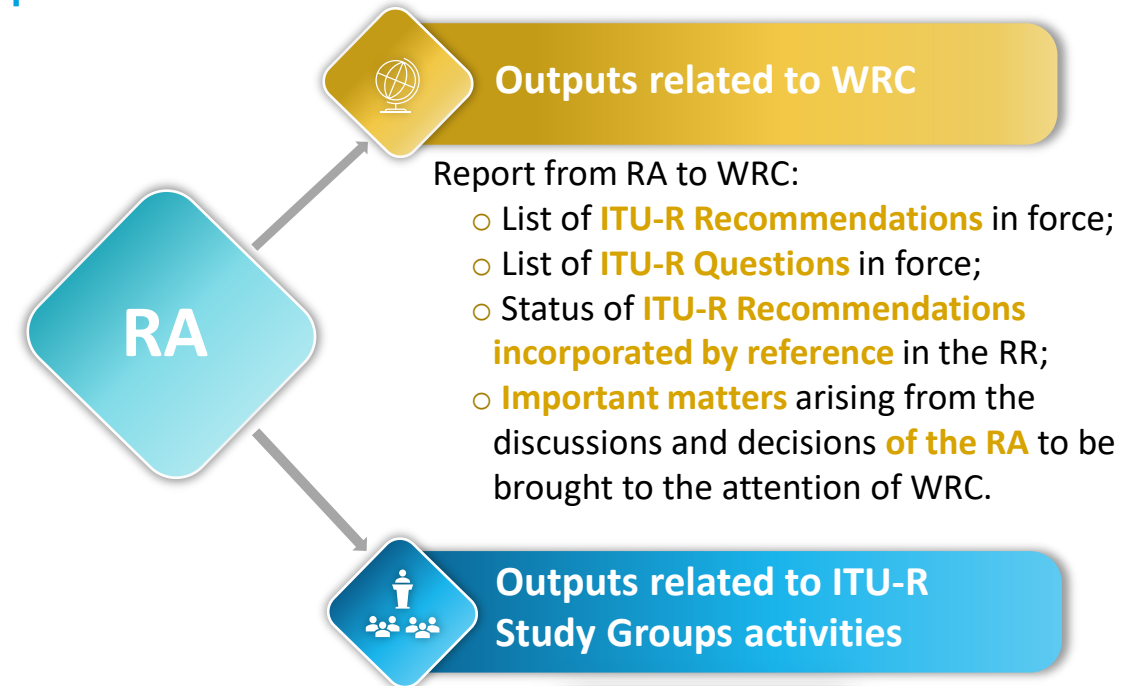 RA
Outputs related to WRC
Report from RA to WRC:
o List of ITU-R Recommendations in force;
o List of ITU-R Questions in force;
o Status of ITU-R Recommendations
incorporated by reference in the RR;
o Important matters arising from the
discussions and decisions of the RA to be
brought to the attention of WRC.
Outputs related to ITU-R
Study Groups activities